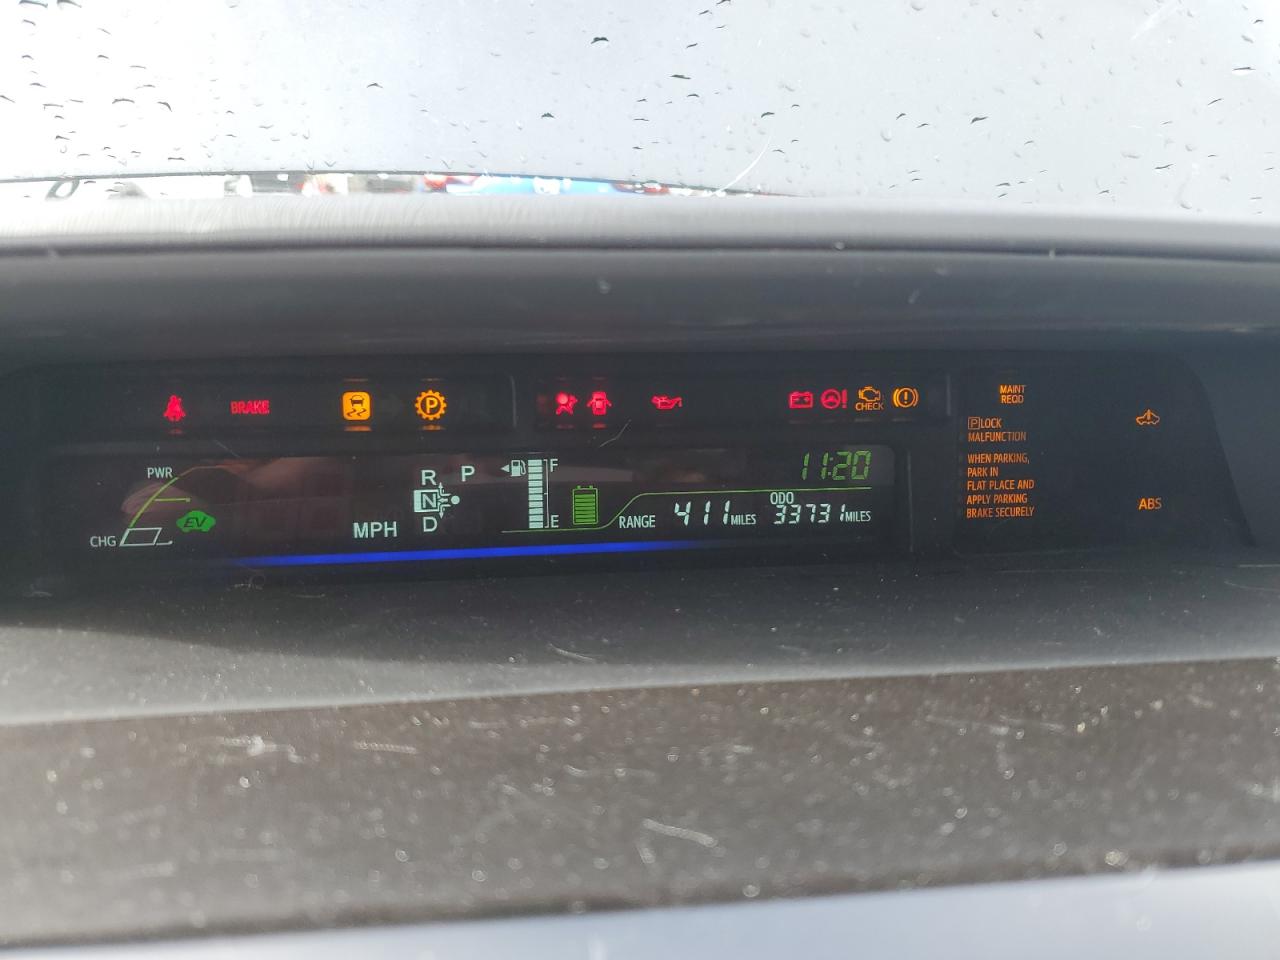 BRAKE
P
CHECK
MAINT
REQD
P LOCK
MALFUNCTION
WHEN PARKING,
PARK IN
FLAT PLACE AND
APPLY PARKING
BRAKE SECURELY
ABS
PWR
EV
CHG
MPH
R P
N
D
F
E
11:20
RANGE 411 MILES
ODO
33731 MILES